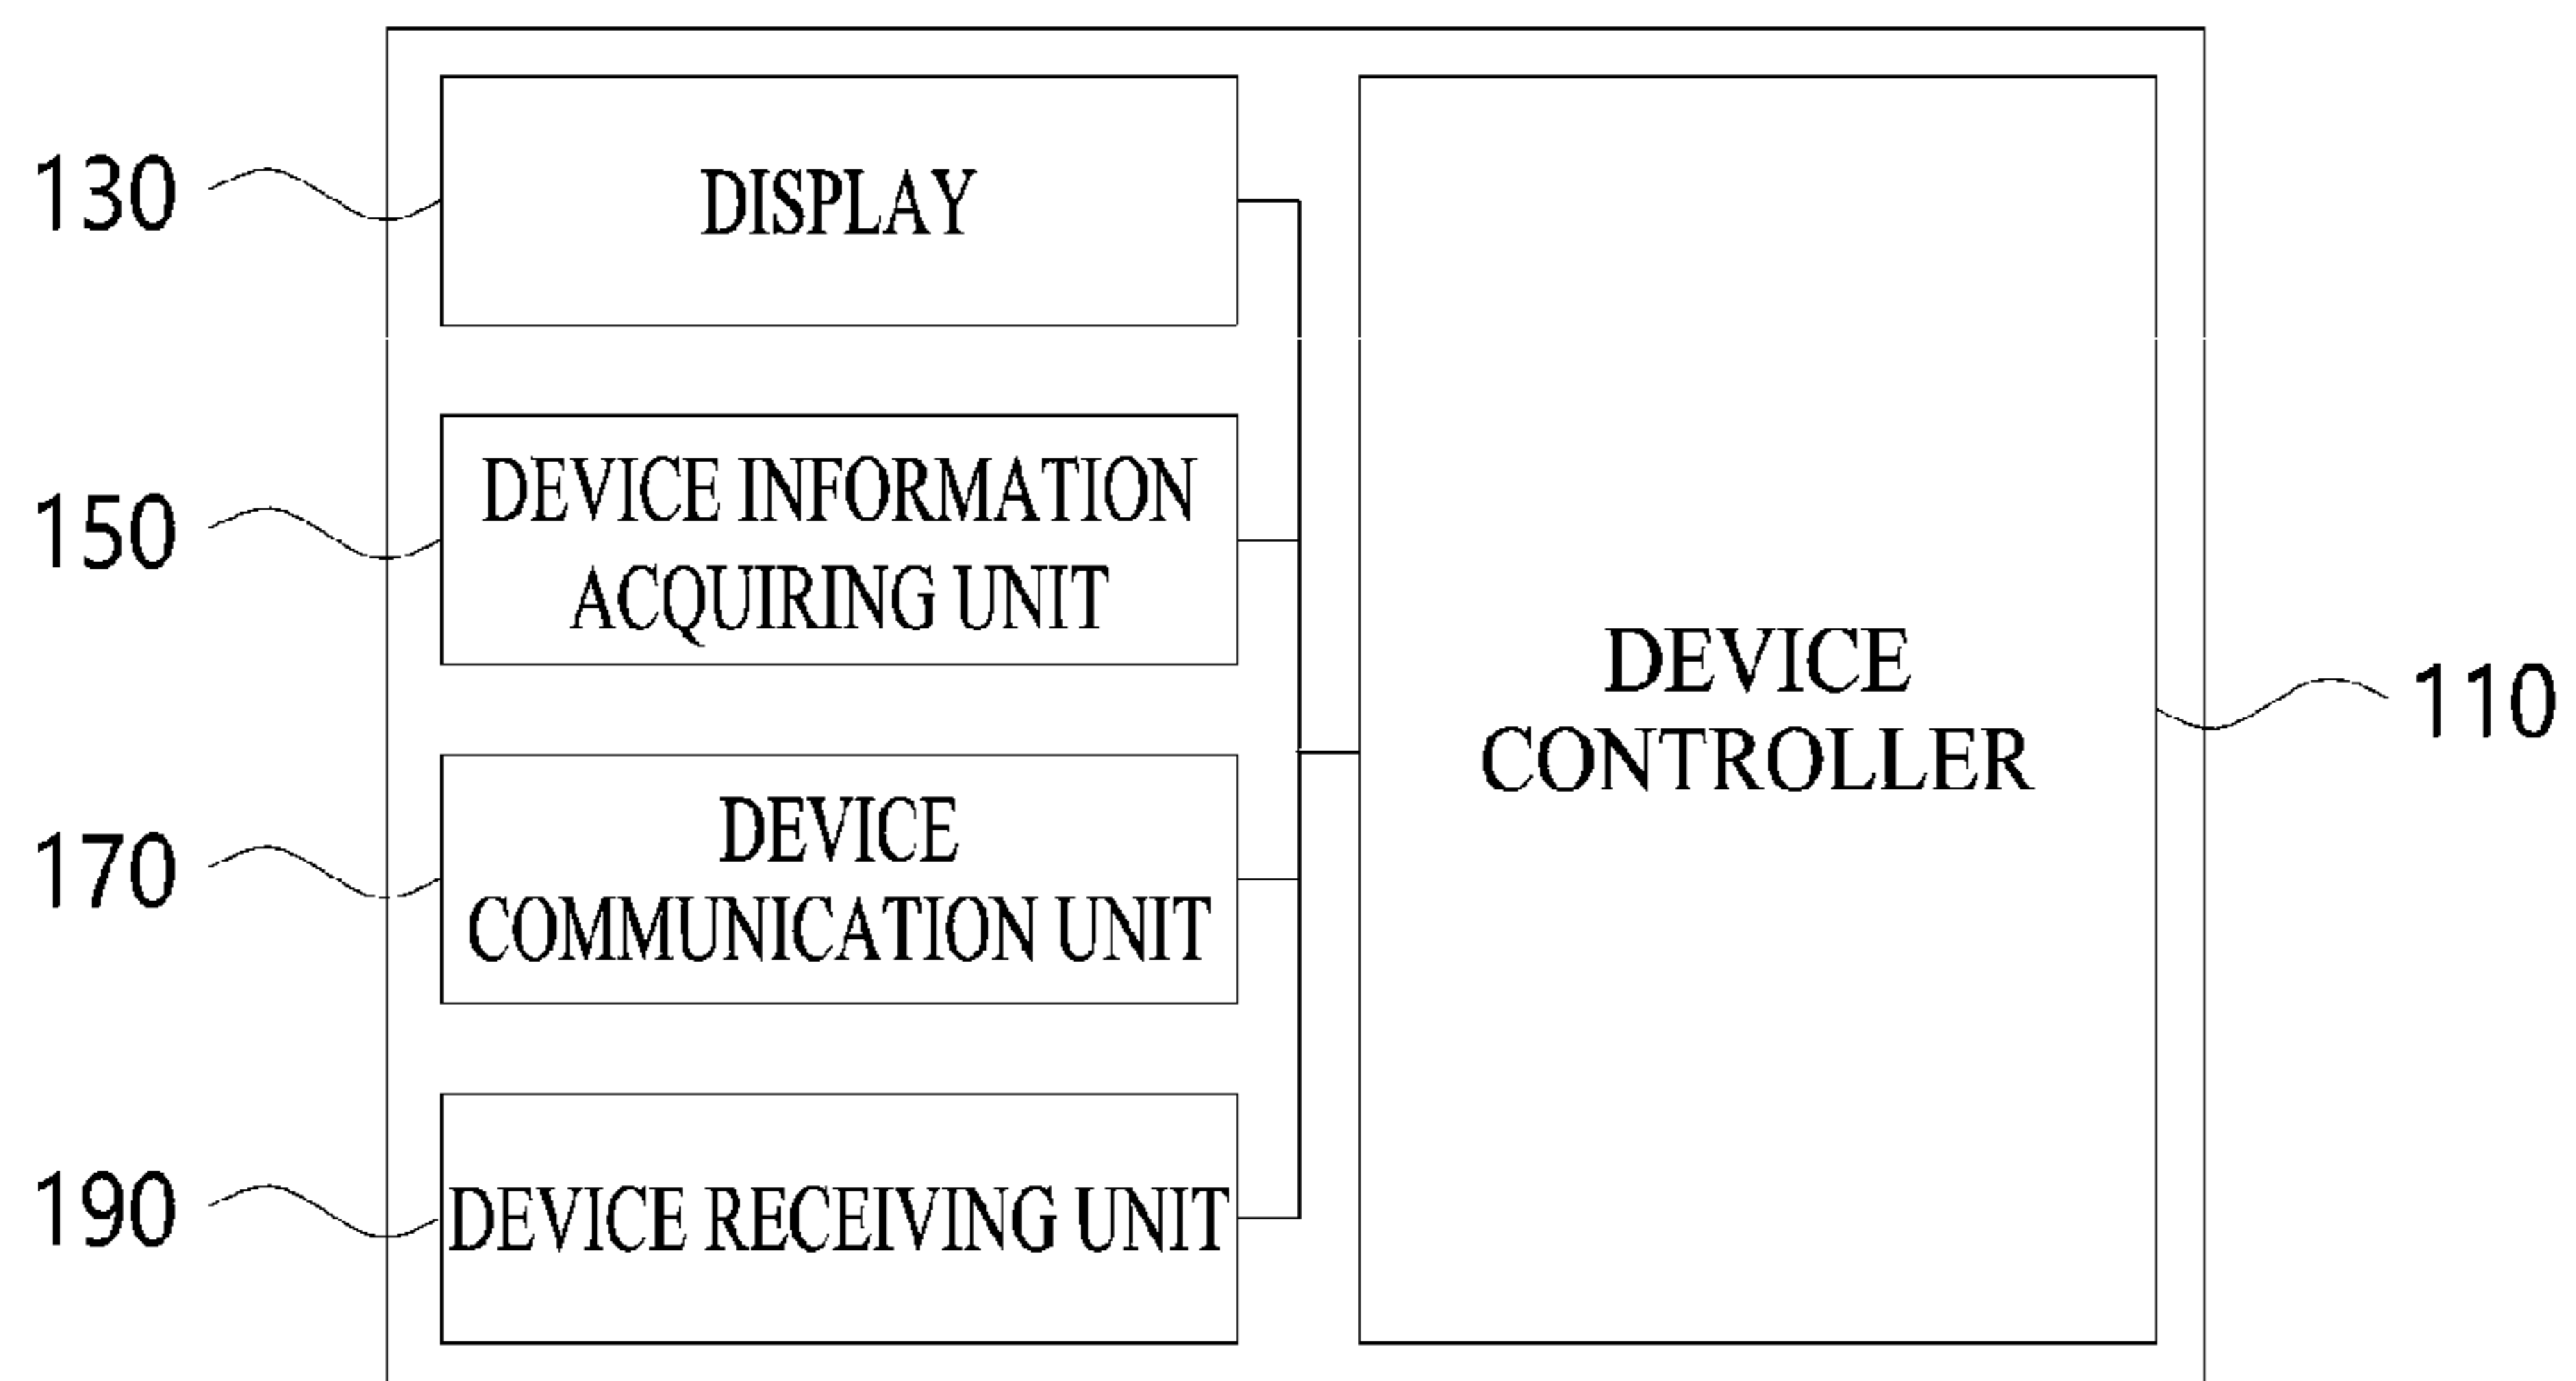 130
DISPLAY
150
DEVICE INFORMATION
ACQUIRING UNIT
170
DEVICE
COMMUNICATION UNIT
190
DEVICE RECEIVING UNIT
DEVICE
CONTROLLER
110